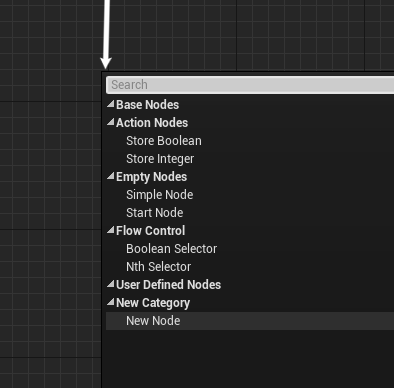 Search
Base Nodes
Action Nodes
Store Boolean
Store Integer
Empty Nodes
Simple Node
Start Node
Flow Control
Boolean Selector
Nth Selector
User Defined Nodes
New Category
New Node